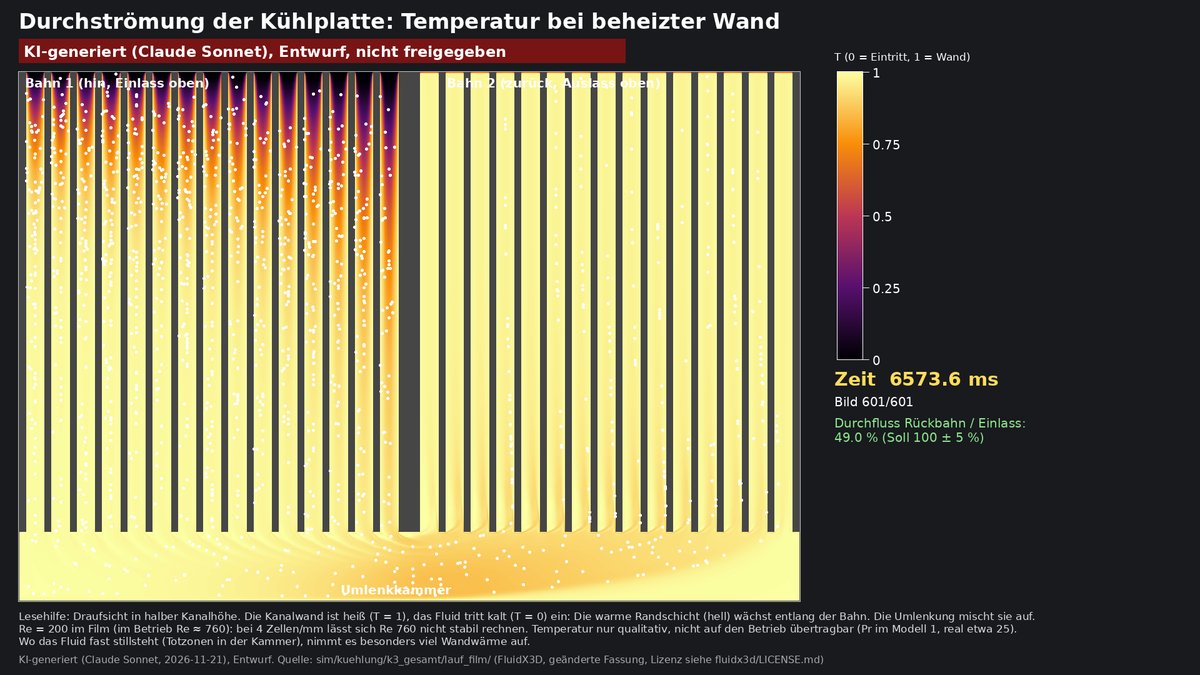 Durchströmung der Kühlplatte: Temperatur bei beheizter Wand
KI-generiert (Claude Sonnet), Entwurf, nicht freigegeben
T (0 = Eintritt, 1 = Wand)
Bahn 1 (hin, Einlass oben)
Bahn 2 (zurück, Auslass oben)
1
0.75
0.5
0.25
0
Zeit 6573.6 ms
Bild 601/601
Durchfluss Rückbahn / Einlass:
49.0 % (Soll 100 ± 5 %)
Umlenkkammer
Lesehilfe: Draufsicht in halber Kanalhöhe. Die Kanalwand ist heiß (T = 1), das Fluid tritt kalt (T = 0) ein: Die warme Randschicht (hell) wächst entlang der Bahn. Die Umlenkung mischt sie auf.
Re = 200 im Film (im Betrieb Re ≈ 760): bei 4 Zellen/mm lässt sich Re 760 nicht stabil rechnen. Temperatur nur qualitativ, nicht auf den Betrieb übertragbar (Pr im Modell 1, real etwa 25).
Wo das Fluid fast stillsteht (Totzonen in der Kammer), nimmt es besonders viel Wandwärme auf.
KI-generiert (Claude Sonnet, 2026-11-21), Entwurf. Quelle: sim/kuehlung/k3_gesamt/lauf_film/ (FluidX3D, geänderte Fassung, Lizenz siehe fluidx3d/LICENSE.md)